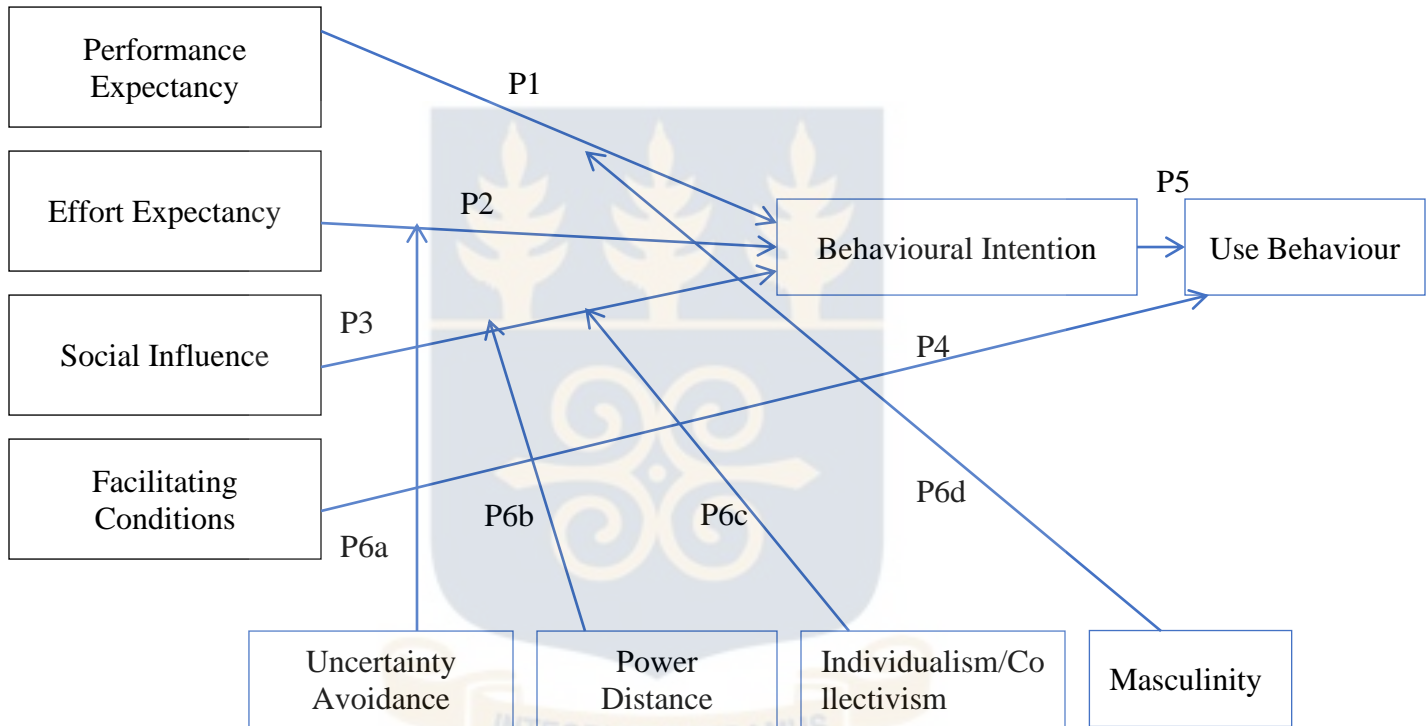 Performance
Expectancy
P1
Effort Expectancy
P2
P5
Behavioural Intention
Use Behaviour
Social Influence
P3
P4
Facilitating
Conditions
P6a
P6b
P6c
P6d
Uncertainty
Avoidance
Power
Distance
Individualism/Co
llectivism
Masculinity